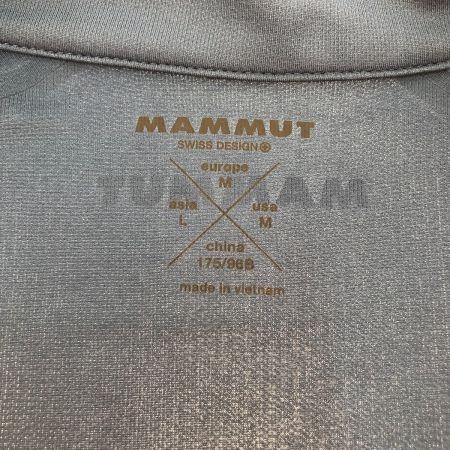 MAMMUT
SWISS DESIGN
europe
M
asia usa
L M
china
175/96B
made in vietnam